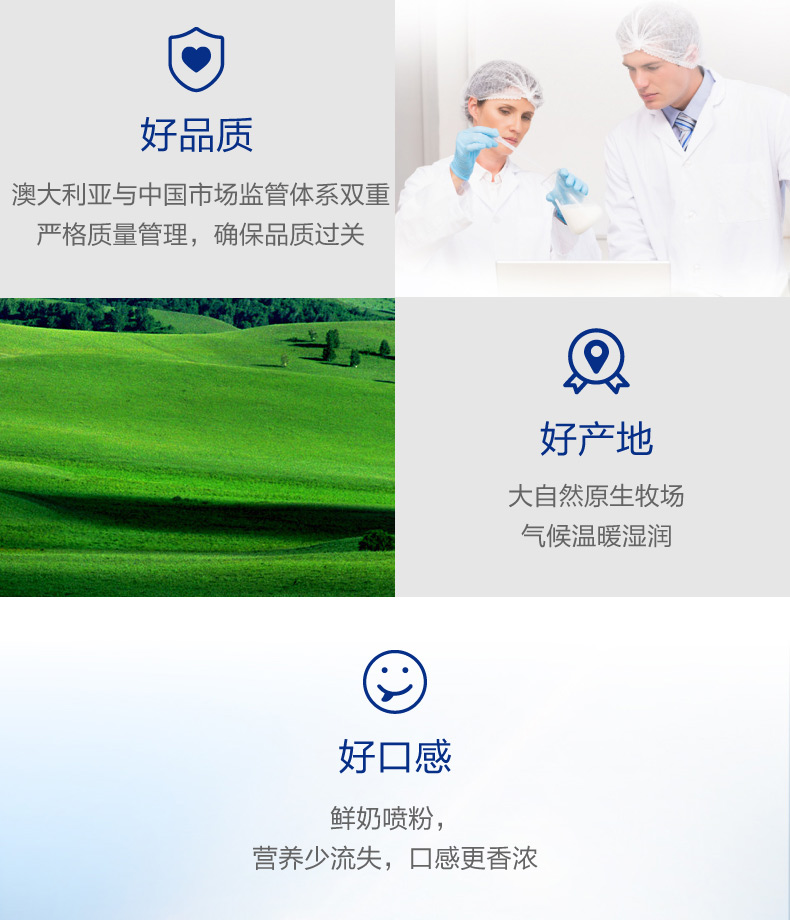 好品质
澳大利亚与中国市场监管体系双重
严格质量管理，确保品质过关
好产地
大自然原生牧场
气候温暖湿润
好口感
鲜奶喷粉，
营养少流失，口感更香浓